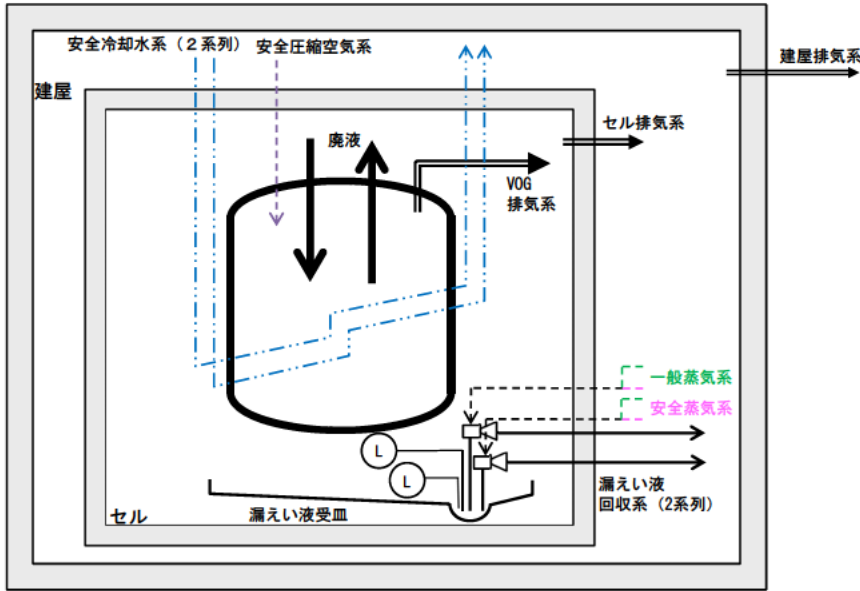 安全冷却水系（２系列）
安全圧縮空気系
建屋排気系
建屋
セル排気系
廃液
VOG
排気系
一般蒸気系
安全蒸気系
L
L
漏えい液
回収系（2系列）
セル
漏えい液受皿